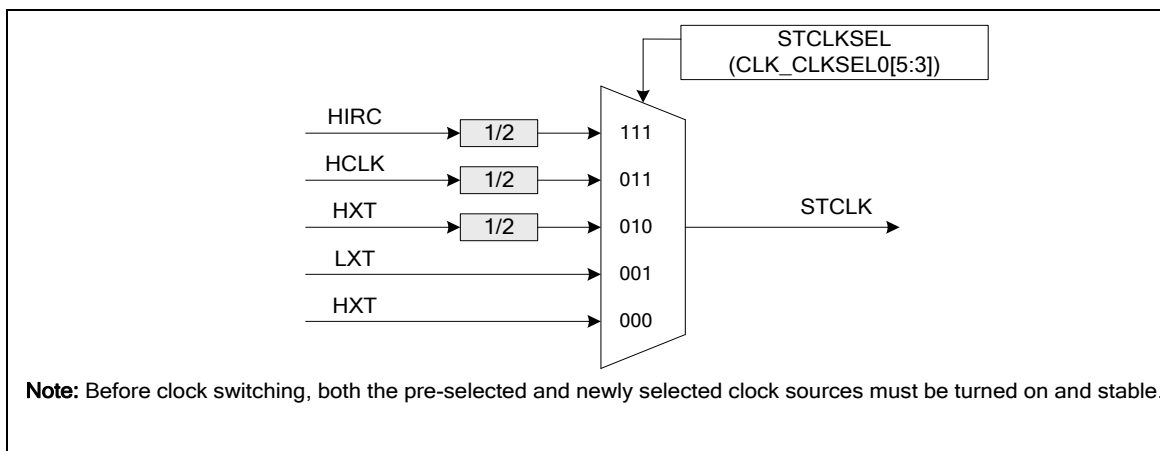 STCLKSEL
(CLK_CLKSEL0[5:3])
HIRC
1/2
111
HCLK
1/2
011
HXT
1/2
010
STCLK
LXT
001
HXT
000
Note: Before clock switching, both the pre-selected and newly selected clock sources must be turned on and stable.